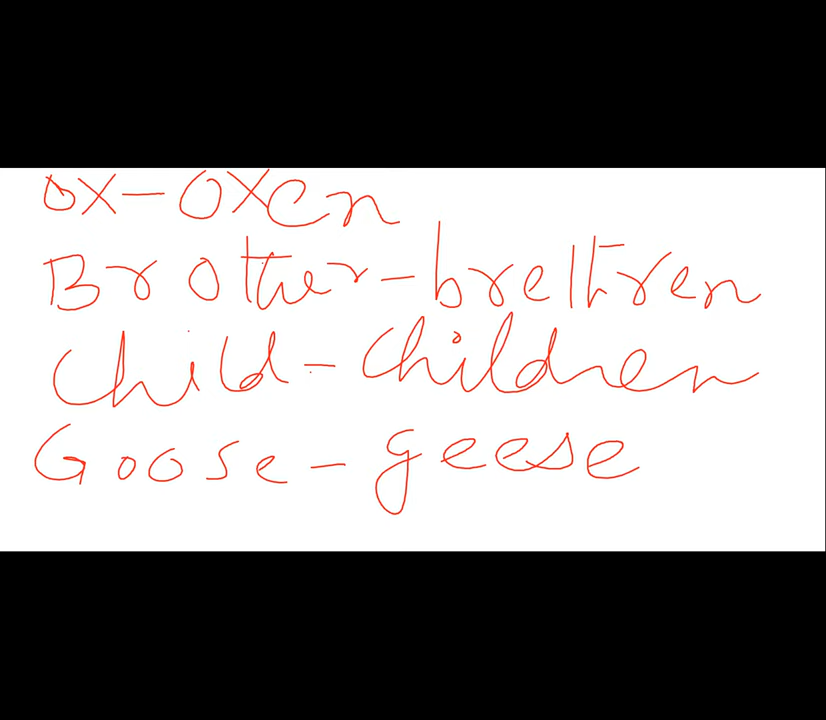 ox - oxen
Brother - brethren
Child - children
Goose - geese